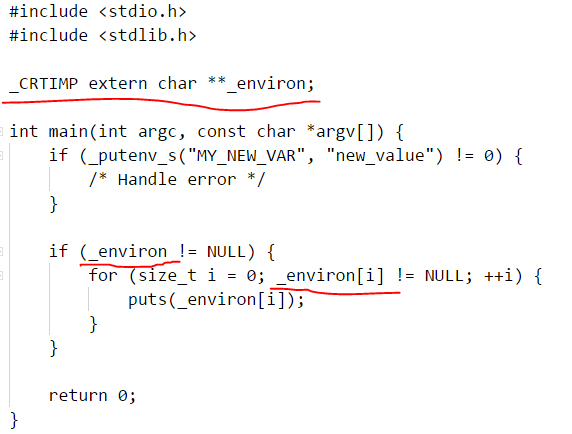 #include <stdio.h>
#include <stdlib.h>
_CRTIMP extern char **_environ;
int main(int argc, const char *argv[]) {
if (_putenv_s("MY_NEW_VAR", "new_value") != 0) {
/* Handle error */
}
if (_environ != NULL) {
for (size_t i = 0; _environ[i] != NULL; ++i) {
puts(_environ[i]);
}
}
return 0;
}